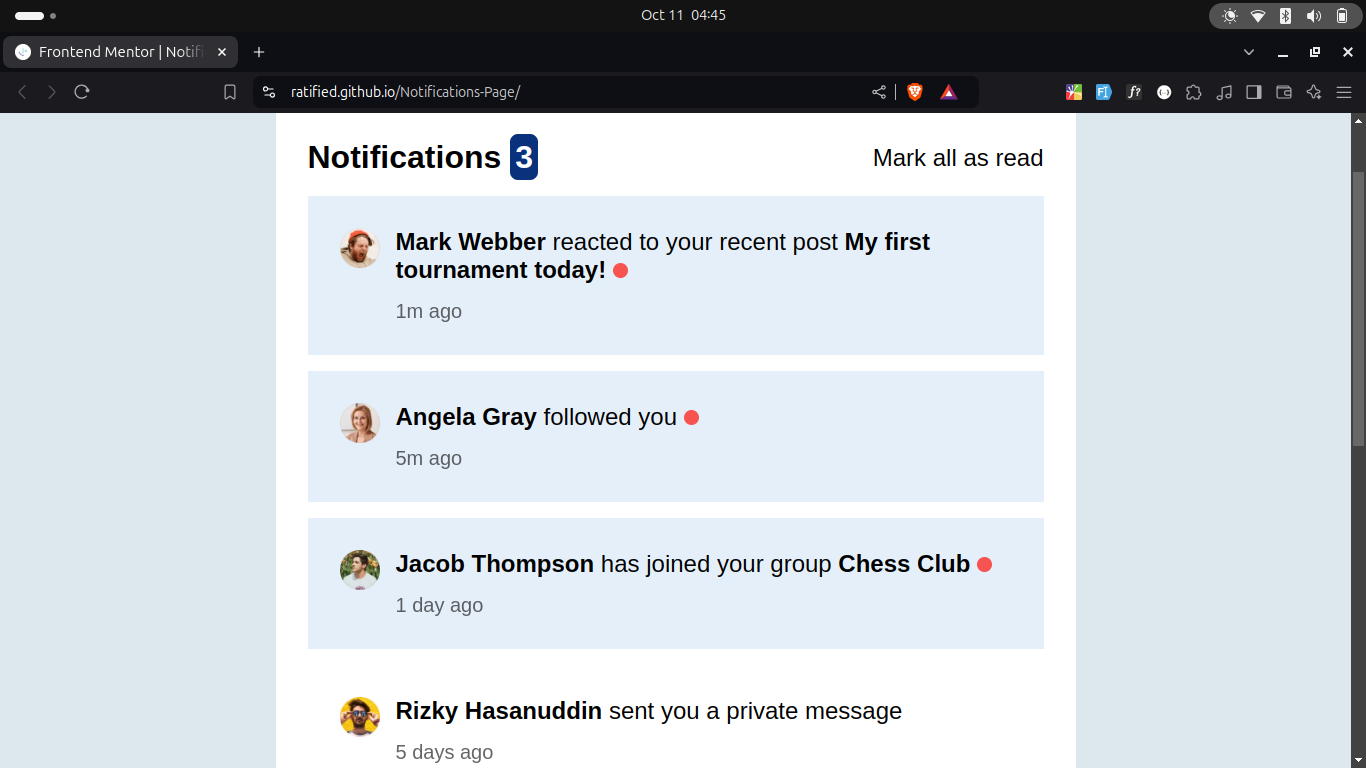 Oct 11 04:45
Frontend Mentor | Notifi
ratified.github.io/Notifications-Page/
Notifications 3
Mark all as read
Mark Webber reacted to your recent post My first
tournament today!
1m ago
Angela Gray followed you
5m ago
Jacob Thompson has joined your group Chess Club
1 day ago
Rizky Hasanuddin sent you a private message
5 days ago